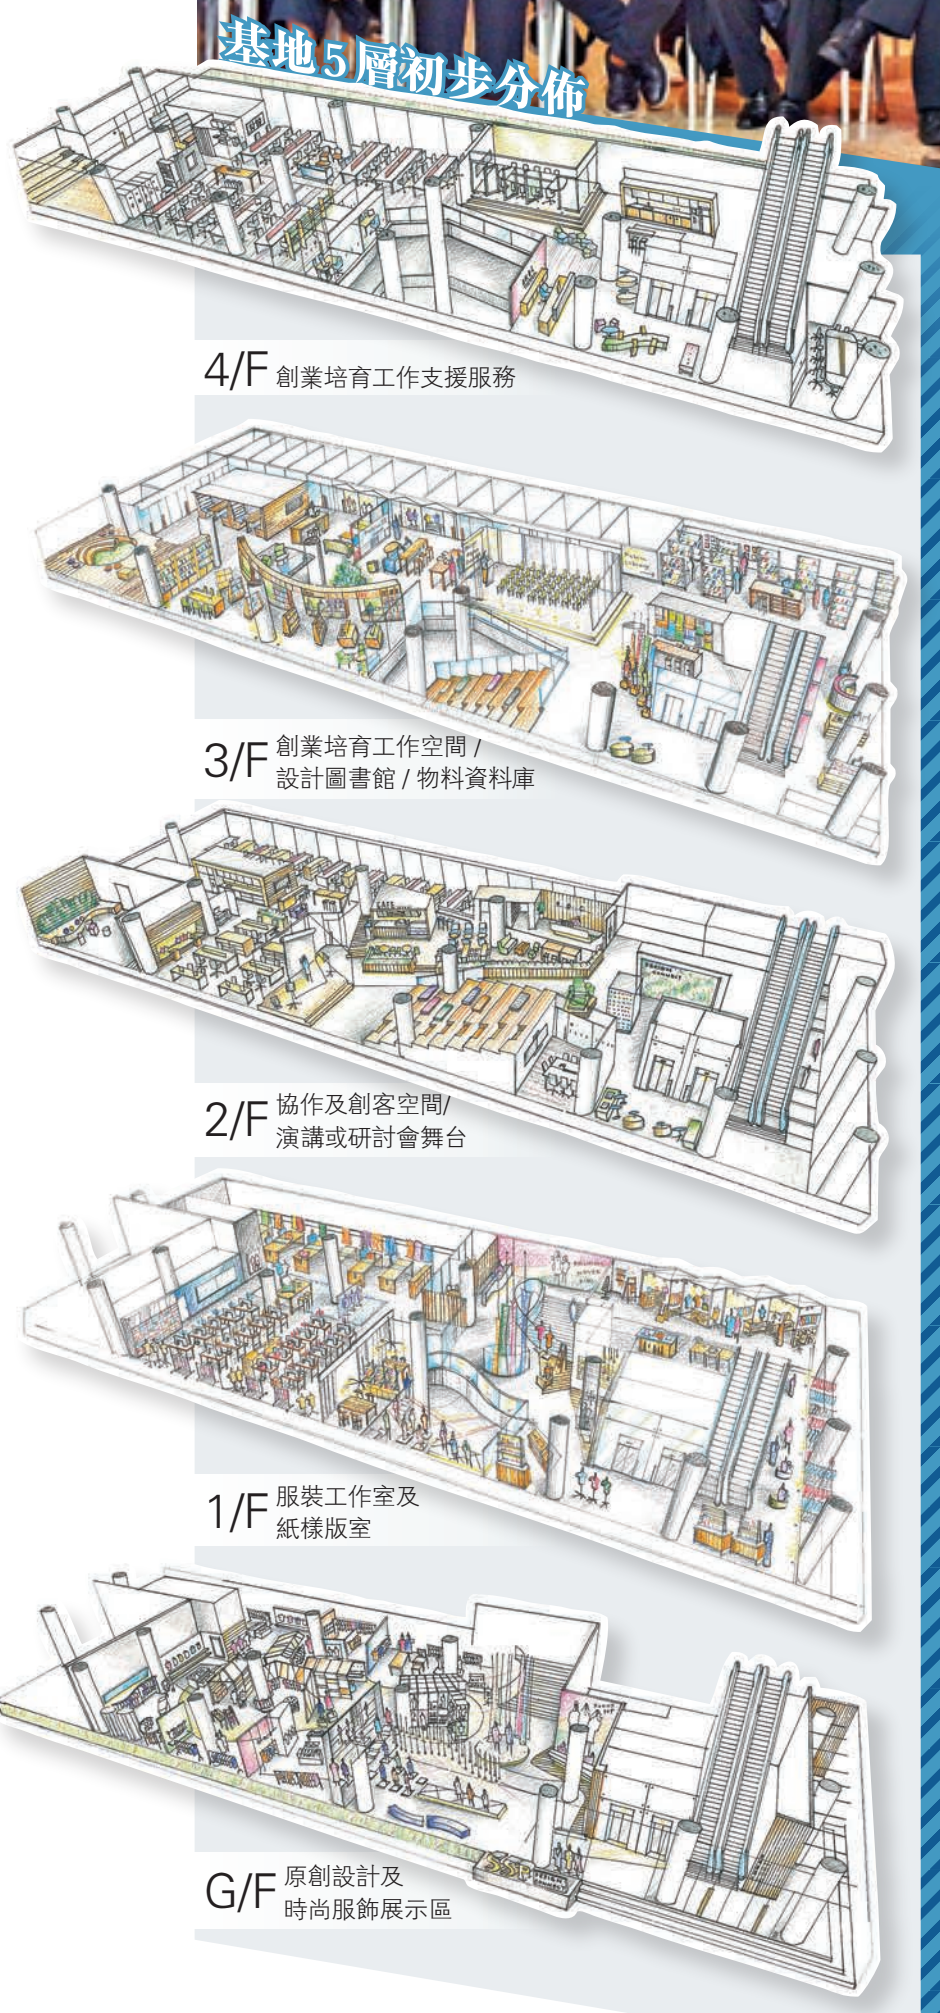 基地5層初步分佈
4/F 創業培育工作支援服務
3/F 創業培育工作空間 /
設計圖書館 / 物料資料庫
CAFE
2/F 協作及創客空間/
演講或研討會舞台
1/F 服裝工作室及
紙樣版室
G/F 原創設計及
時尚服飾展示區